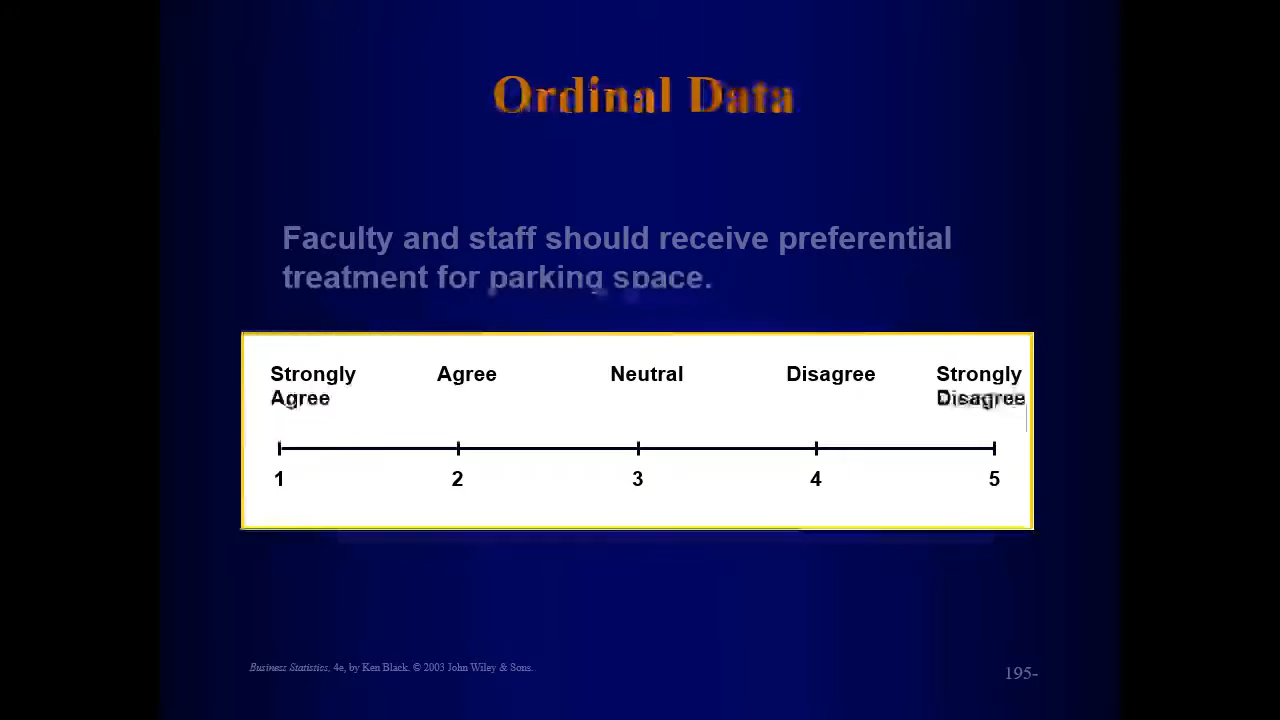 Ordinal Data
Faculty and staff should receive preferential
treatment for parking space.
Strongly Agree Neutral Disagree Strongly
Agree Disagree
1 2 3 4 5
Business Statistics, 4e, by Ken Black. © 2003 John Wiley & Sons.
195-